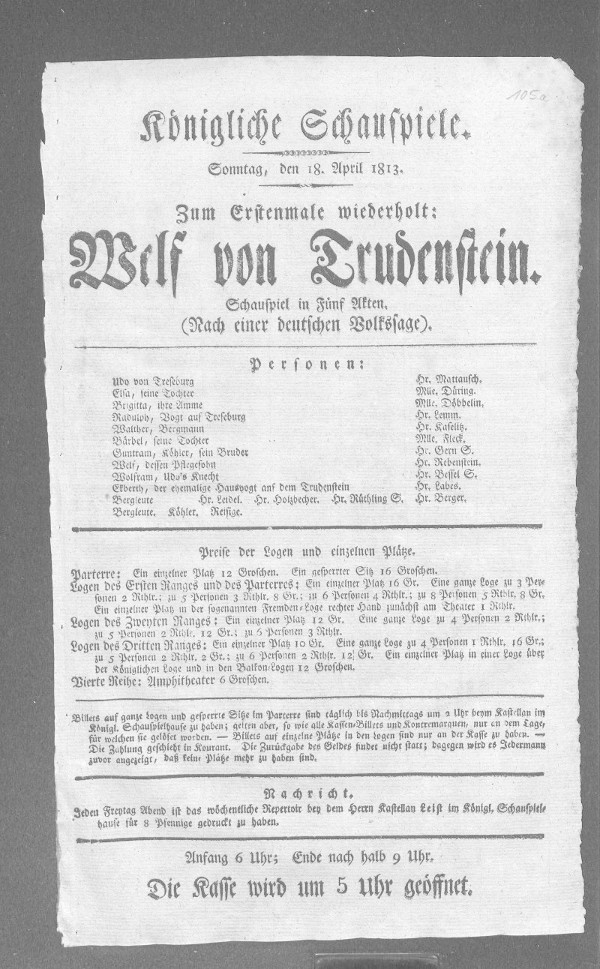 105a
Königliche Schauspiele.
Sonntag, den 18. April 1813.
Zum Erstenmale wiederholt:
Welf von Trudenstein.
Schauspiel in Fünf Akten.
(Nach einer deutschen Volkssage).
Personen:
Udo von Treseburg Hr. Mattausch.
Elsa, seine Tochter Mlle. Düring.
Brigitta, ihre Amme Mlle. Döbbelin.
Radulph, Vogt auf Treseburg Hr. Lemm.
Walther, Bergmann Hr. Kaselitz.
Bärbel, seine Tochter Mlle. Fleck.
Guntram, Köhler, sein Bruder Hr. Gern S.
Welf, dessen Pflegesohn Hr. Rebenstein.
Wolfram, Udo's Knecht Hr. Bessel S.
Ekberth, der ehemalige Hausvogt auf dem Trudenstein Hr. Labes.
Bergleute Hr. Leidel. Hr. Holzbecher. Hr. Rüthling S. Hr. Berger.
Bergleute. Köhler. Reisige.
Preise der Logen und einzelnen Plätze.
Parterre: Ein einzelner Platz 12 Groschen. Ein gesperrter Sitz 16 Groschen.
Logen des Ersten Ranges und des Parterres: Ein einzelner Platz 16 Gr. Eine ganze Loge zu 3 Per-
sonen 2 Rthlr.; zu 5 Personen 3 Rthlr. 8 Gr.; zu 6 Personen 4 Rthlr.; zu 8 Personen 5 Rthlr. 8 Gr.
Ein einzelner Platz in der sogenannten Fremden-Loge rechter Hand zunächst am Theater 1 Rthlr.
Logen des Zweyten Ranges: Ein einzelner Platz 12 Gr. Eine ganze Loge zu 4 Personen 2 Rthlr.;
zu 5 Personen 2 Rthlr. 12 Gr.; zu 6 Personen 3 Rthlr.
Logen des Dritten Ranges: Ein einzelner Platz 10 Gr. Eine ganze Loge zu 4 Personen 1 Rthlr. 16 Gr.;
zu 5 Personen 2 Rthlr. 2 Gr.; zu 6 Personen 2 Rthlr. 12 Gr. Ein einzelner Platz in einer Loge über
der Königlichen Loge und in den Balkon-Logen 12 Groschen.
Vierte Reihe: Amphitheater 6 Groschen.
Billets auf ganze Logen und gesperrte Sitze im Parterre sind täglich bis Nachmittags um 2 Uhr beym Kastellan im
Königl. Schauspielhause zu haben; gelten aber, so wie alle Kassen-Billets und Kontremarquen, nur an dem Tage,
für welchen sie gelöset worden. — Billets auf einzelne Plätze in den Logen sind nur an der Kasse zu haben. —
Die Zahlung geschieht in Kourant. Die Zurückgabe des Geldes findet nicht statt; dagegen wird es Jedermann
zuvor angezeigt, daß keine Plätze mehr zu haben sind.
Nachricht.
Jeden Freytag Abend ist das wöchentliche Repertoir bey dem Herrn Kastellan Leist im Königl. Schauspiel-
hause für 8 Pfennige gedruckt zu haben.
Anfang 6 Uhr; Ende nach halb 9 Uhr.
Die Kasse wird um 5 Uhr geöffnet.